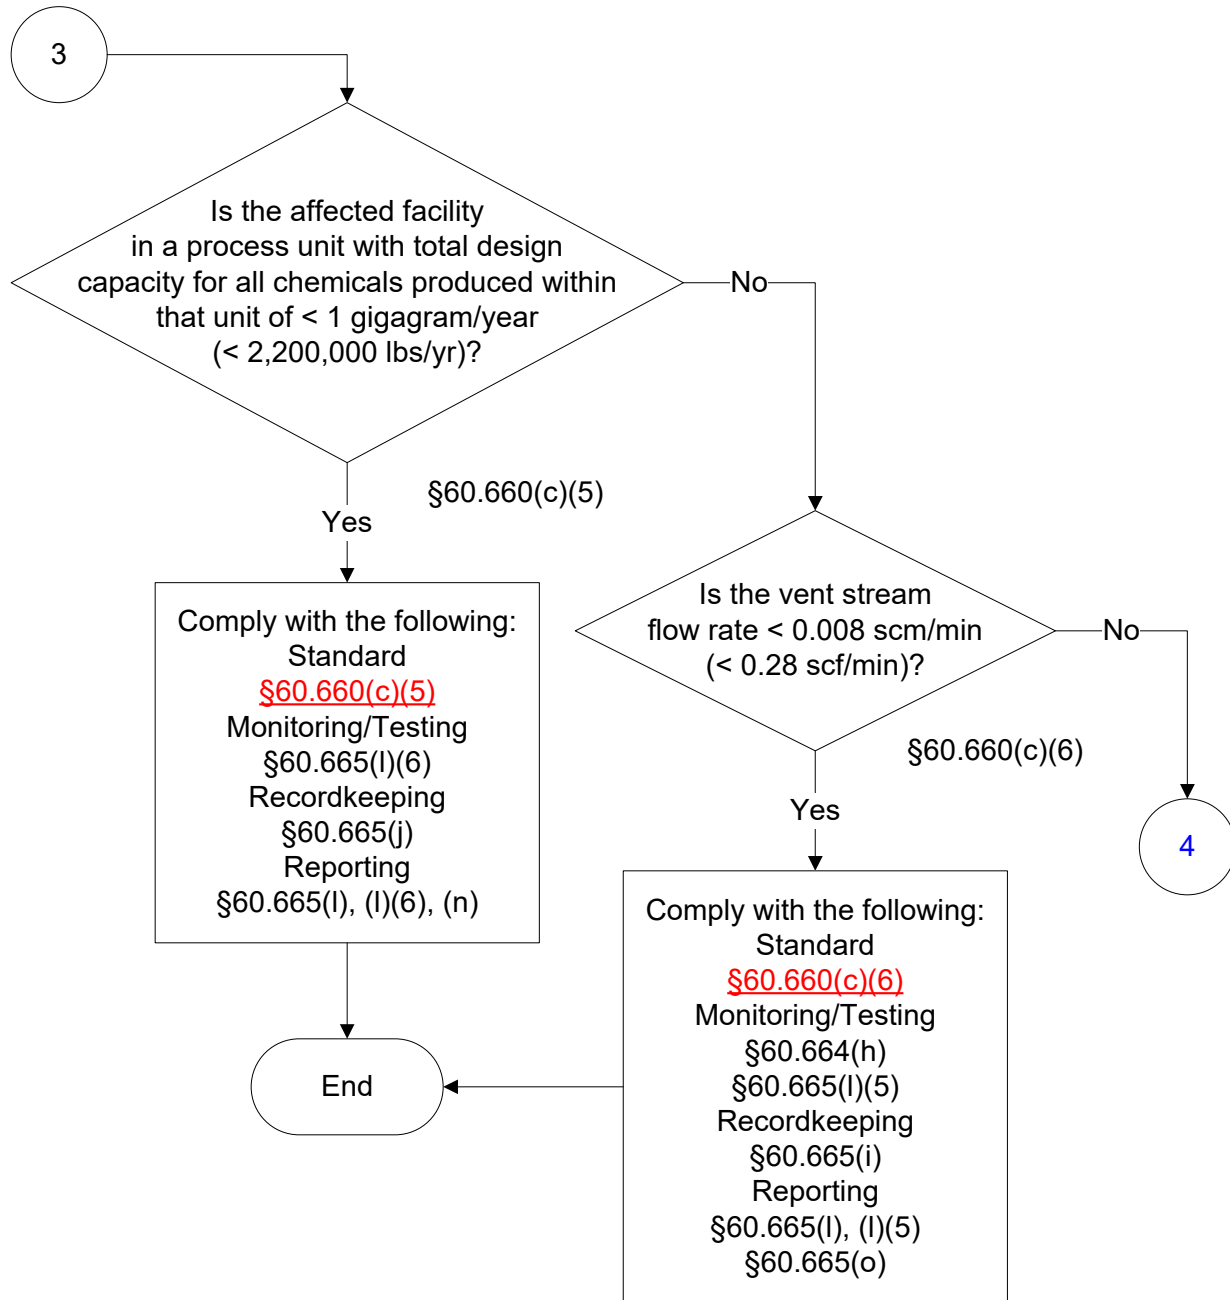 3
Is the affected facility
in a process unit with total design
capacity for all chemicals produced within
that unit of < 1 gigagram/year
(< 2,200,000 lbs/yr)?
No
§60.660(c)(5)
Yes
Comply with the following:
Standard
§60.660(c)(5)
Monitoring/Testing
§60.665(l)(6)
Recordkeeping
§60.665(j)
Reporting
§60.665(l), (l)(6), (n)
Is the vent stream
flow rate < 0.008 scm/min
(< 0.28 scf/min)?
No
§60.660(c)(6)
Yes
4
Comply with the following:
Standard
§60.660(c)(6)
Monitoring/Testing
§60.664(h)
§60.665(l)(5)
Recordkeeping
§60.665(i)
Reporting
§60.665(l), (l)(5)
§60.665(o)
End